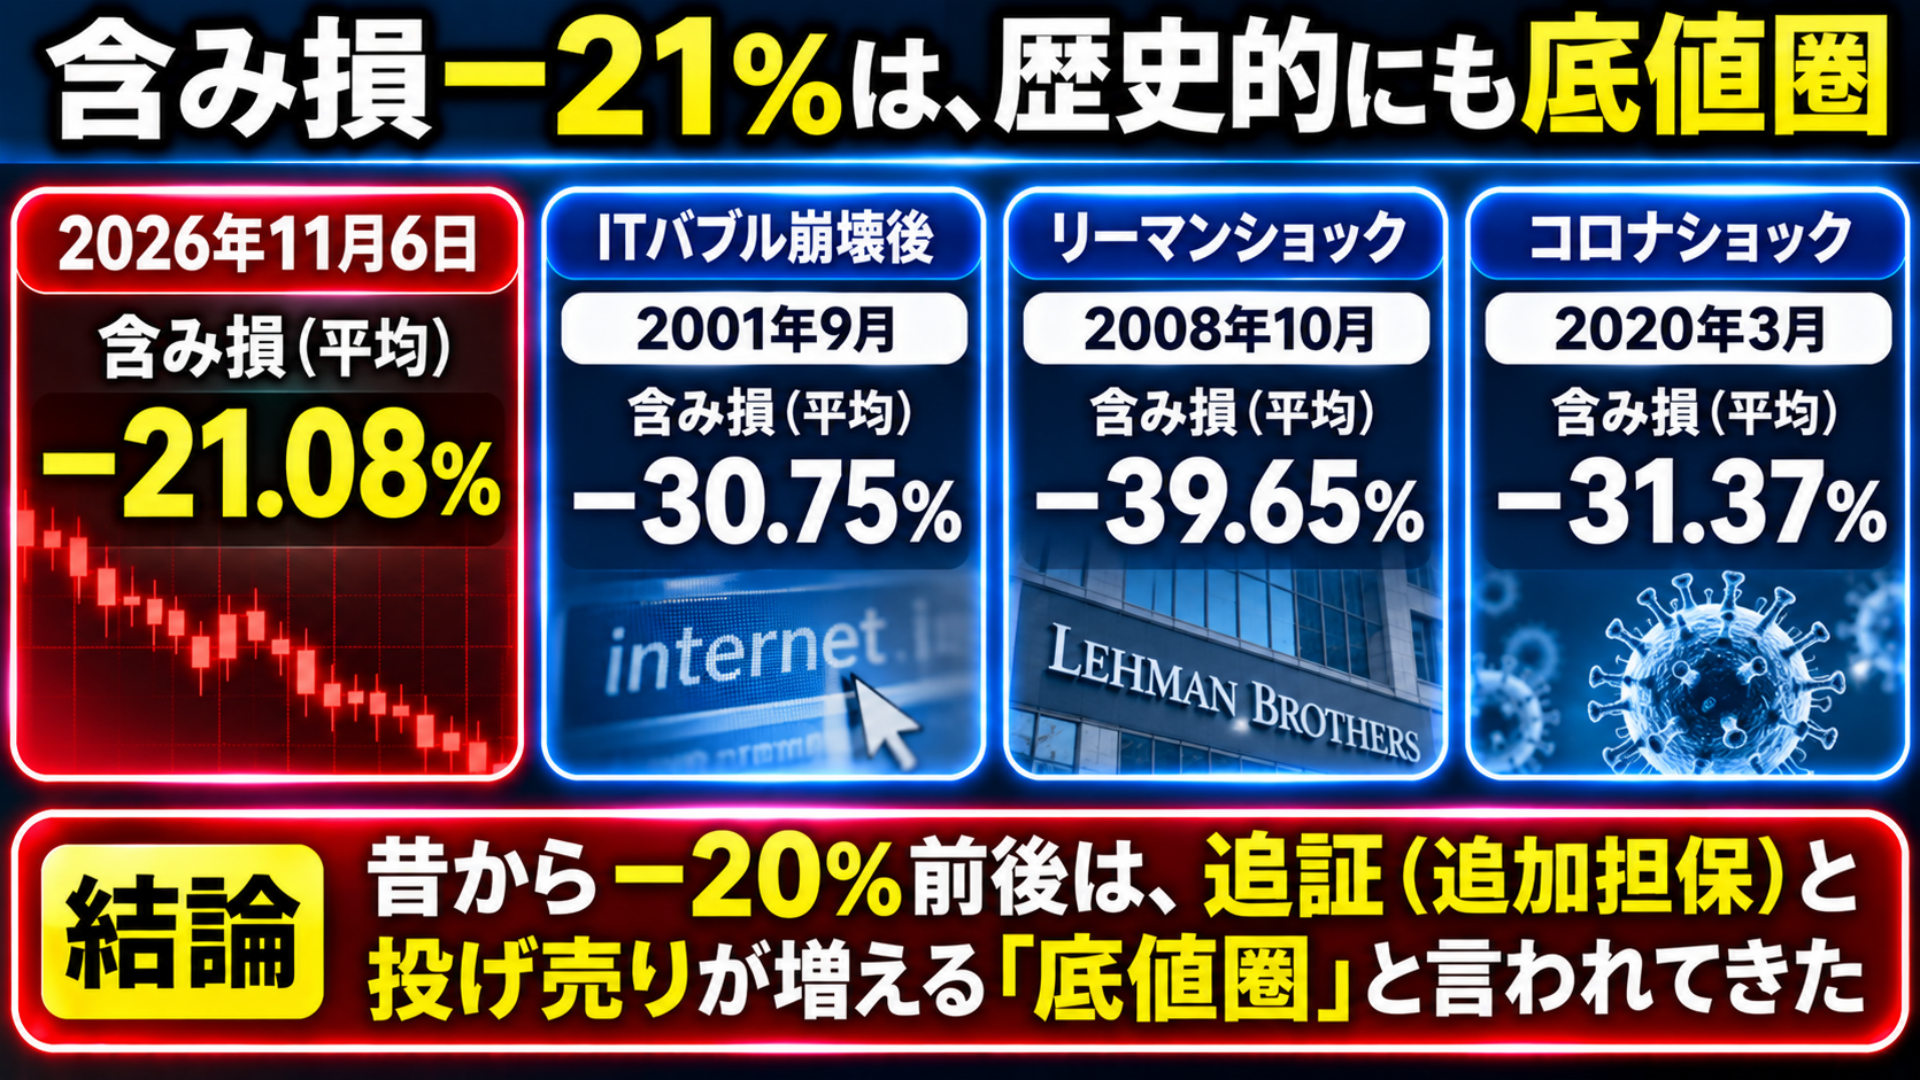 含み損−21%は、歴史的にも底値圏
2026年11月6日
含み損(平均)
−21.08%
ITバブル崩壊後
2001年9月
含み損(平均)
−30.75%
internet.i
リーマンショック
2008年10月
含み損(平均)
−39.65%
LEHMAN BROTHERS
コロナショック
2020年3月
含み損(平均)
−31.37%
結論
昔から−20%前後は、追証(追加担保)と
投げ売りが増える「底値圏」と言われてきた